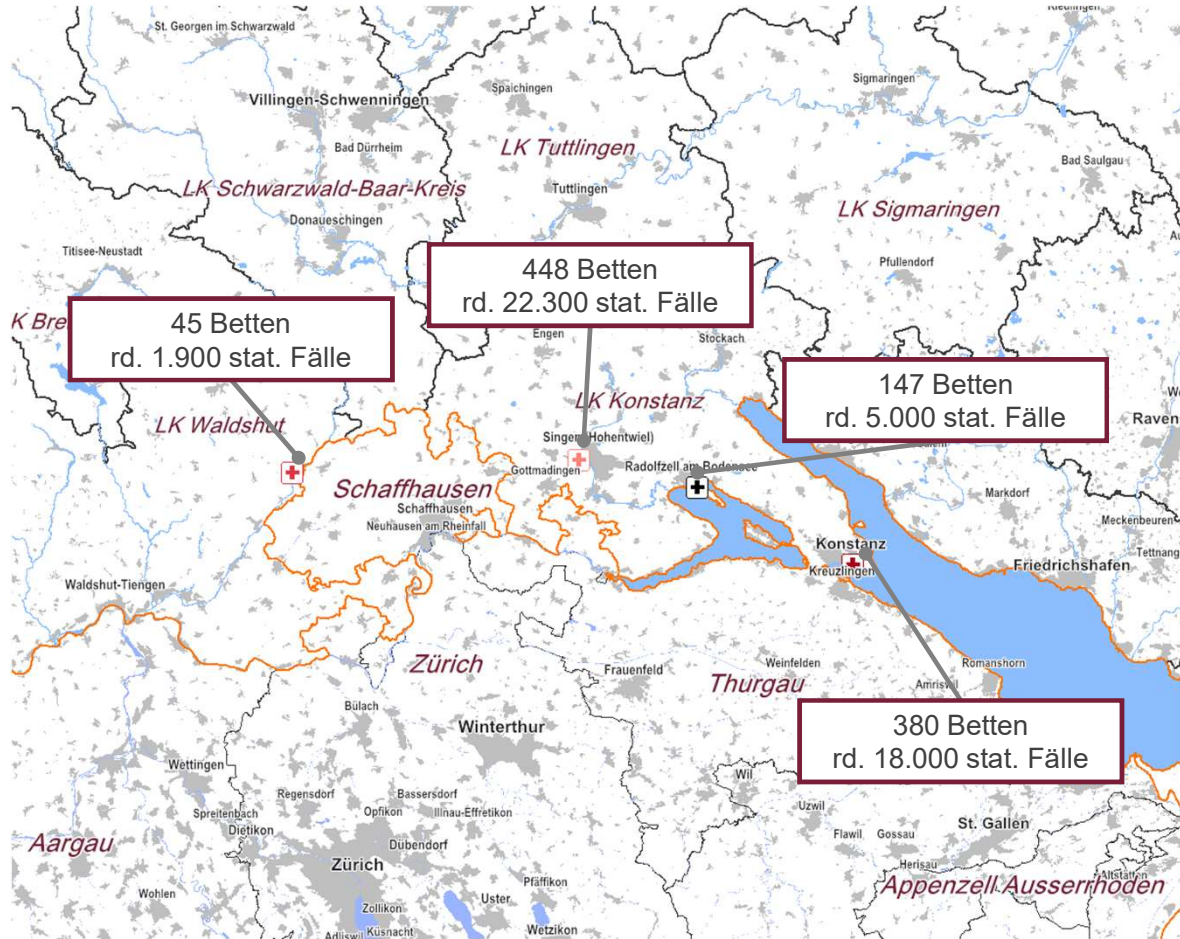 St. Georgen im Schwarzwald
Villingen-Schwenningen
Spaichingen
Sigmaringen
Bad Dürrheim
LK Tuttlingen
Bad Saulgau
LK Schwarzwald-Baar-Kreis
Tuttlingen
LK Sigmaringen
Donaueschingen
Titisee-Neustadt
Pfullendorf
448 Betten
rd. 22.300 stat. Fälle
45 Betten
rd. 1.900 stat. Fälle
Engen
Stockach
147 Betten
rd. 5.000 stat. Fälle
LK Waldshut
LK Konstanz
Raven
Singen (Hohentwiel)
Gottmadingen
Radolfzell am Bodensee
Schaffhausen
Schaffhausen
Neuhausen am Rheinfall
Markdorf
Meckenbeuren
Konstanz
Tettnang
Kreuzlingen
Friedrichshafen
Waldshut-Tiengen
Zürich
Frauenfeld
Weinfelden
Romanshorn
Thurgau
Amriswil
Bülach
Winterthur
380 Betten
rd. 18.000 stat. Fälle
Wettingen
Wil
Regensdorf
Bassersdorf
Uzwil
Spreitenbach
Opfikon
Illnau-Effretikon
St. Gallen
Dietikon
Flawil
Gossau
Aargau
Dübendorf
Zürich
Herisau
Altstätten
Pfäffikon
Appenzell Ausserrhoden
Wohlen
Uster
Zollikon
Küsnacht
Adliswil
Wetzikon